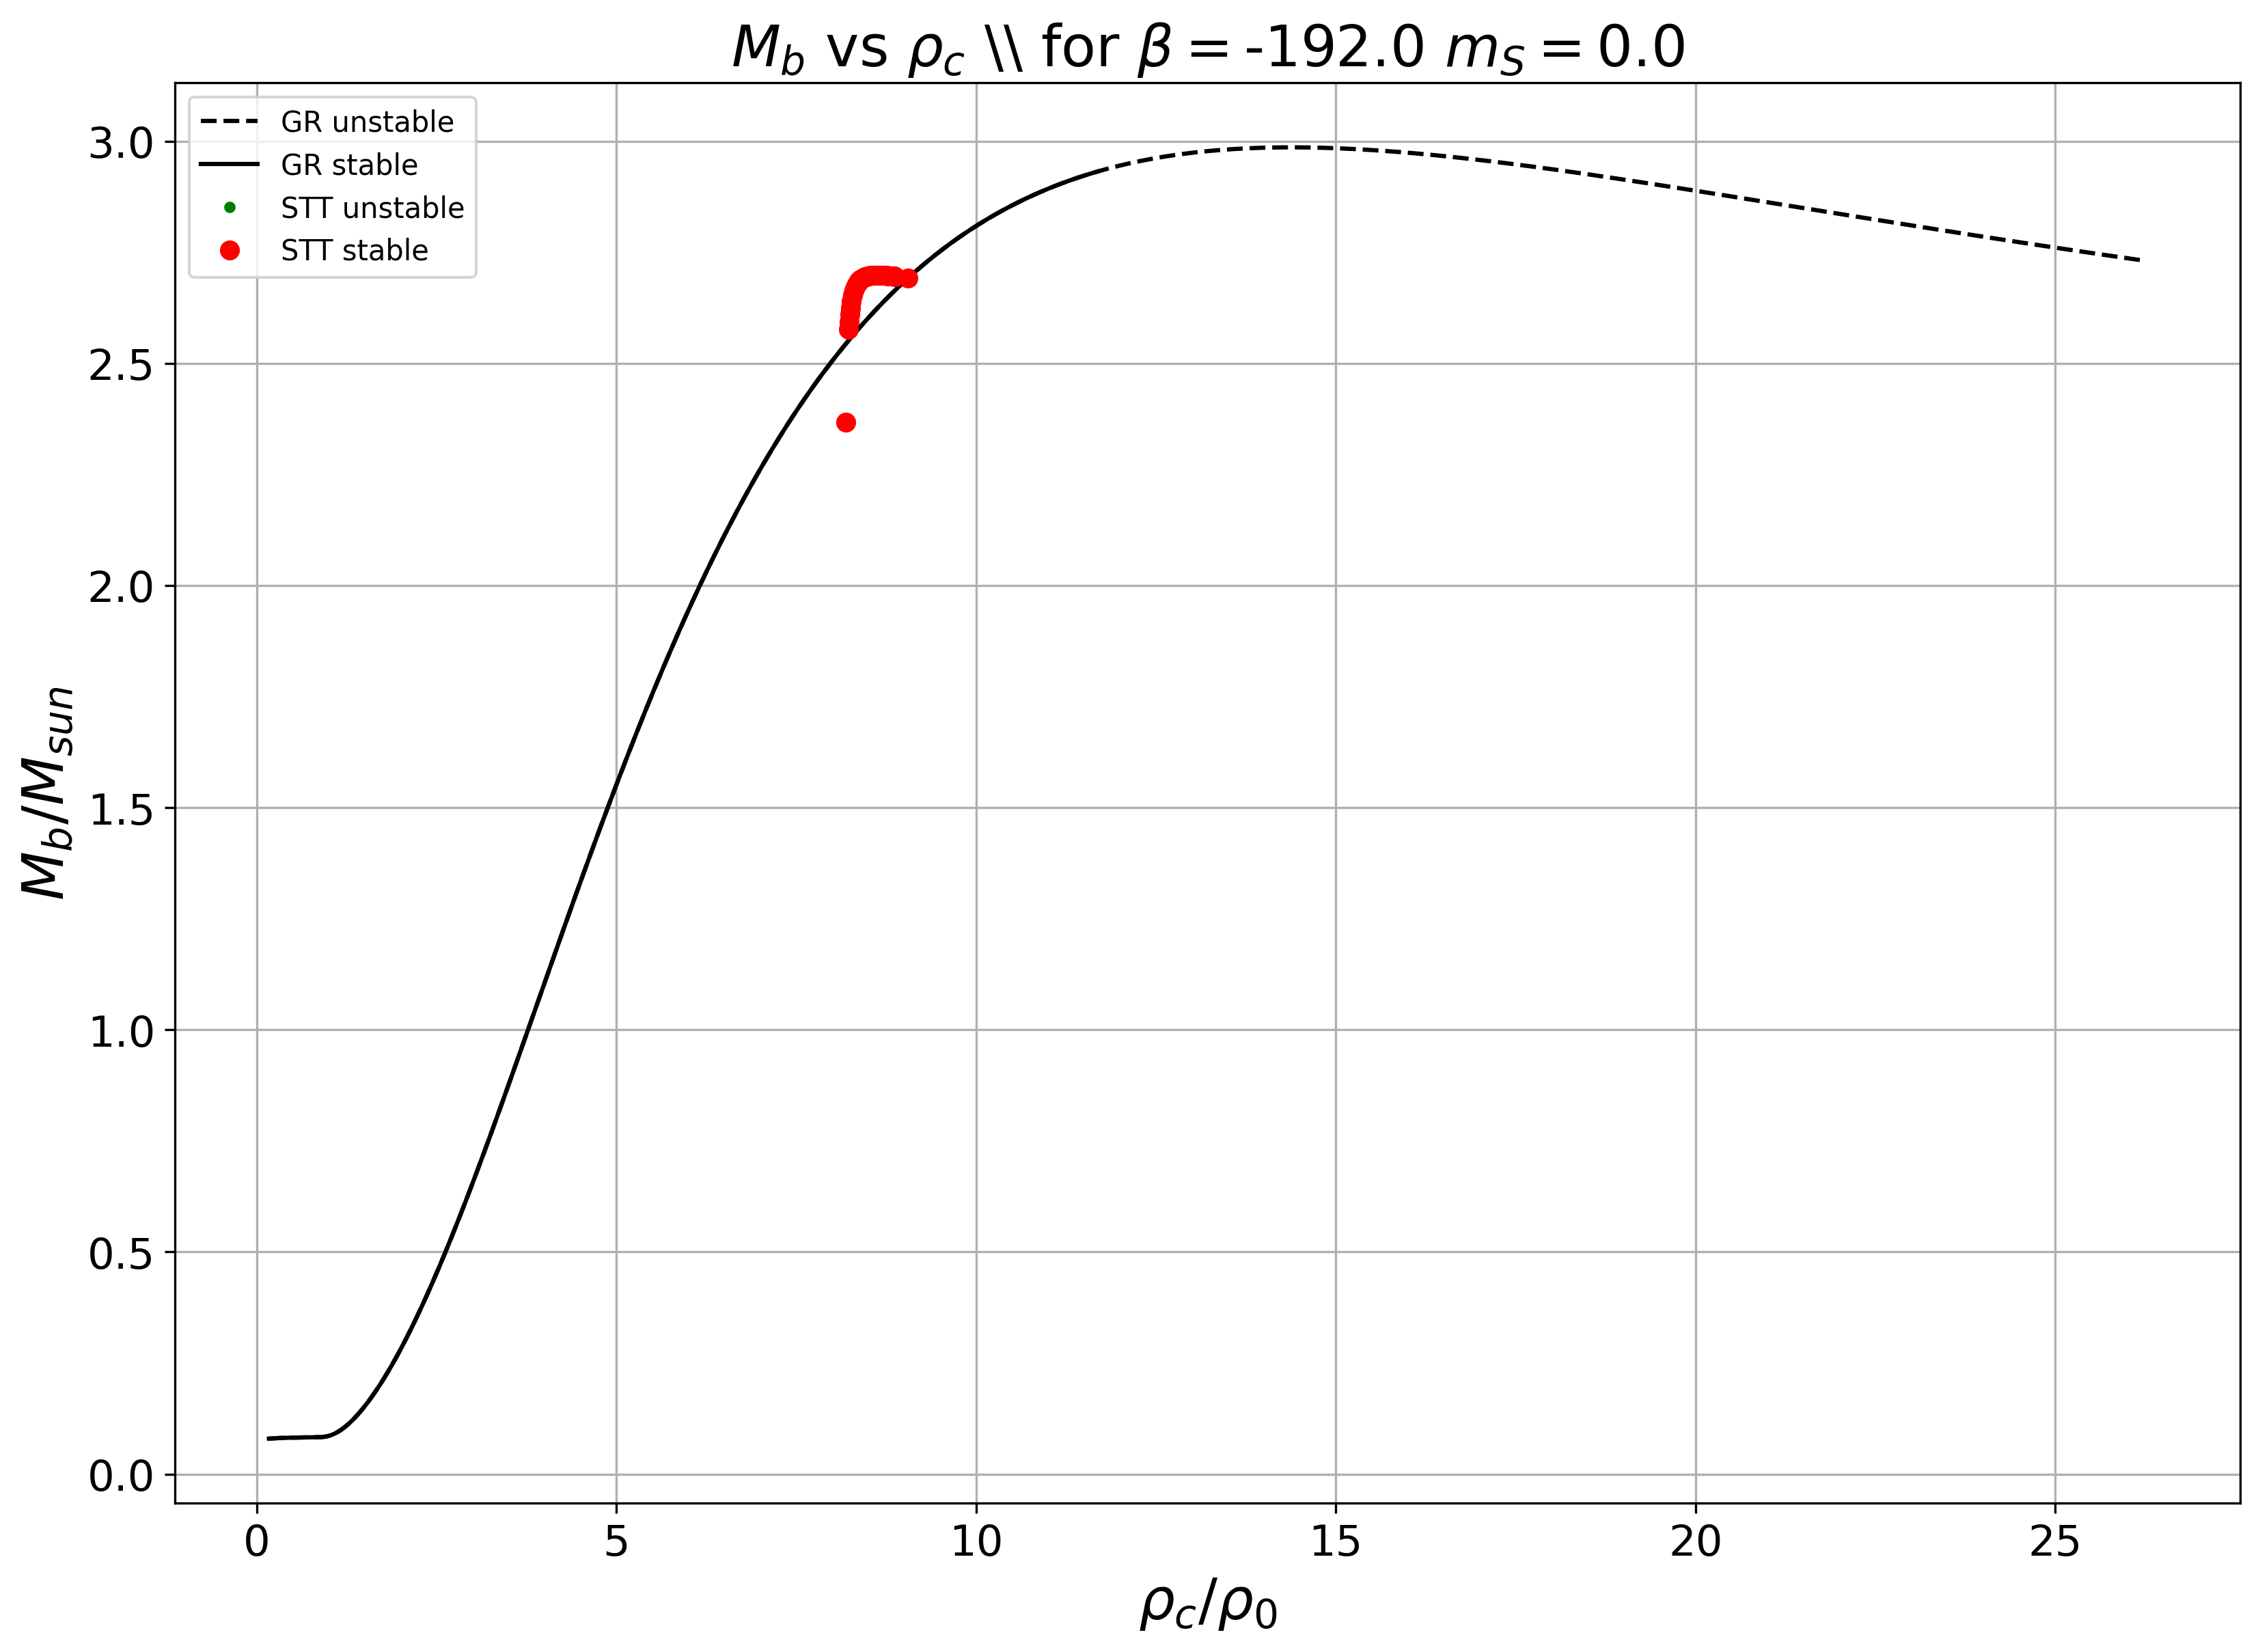 M_b vs ρ_c \\ for β = -192.0 m_S = 0.0
GR unstable
GR stable
STT unstable
STT stable
M_b/M_sun
3.0
2.5
2.0
1.5
1.0
0.5
0.0
0 5 10 15 20 25
ρ_c/ρ_0